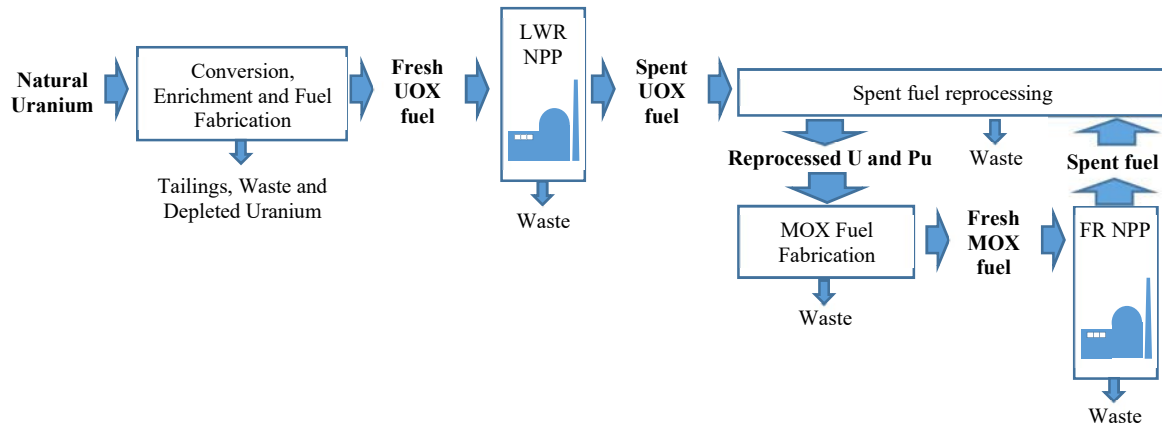 Natural
Uranium
Conversion,
Enrichment and Fuel
Fabrication
Tailings, Waste and
Depleted Uranium
Fresh
UOX
fuel
LWR
NPP
Waste
Spent
UOX
fuel
Spent fuel reprocessing
Reprocessed U and Pu
Waste
Spent fuel
MOX Fuel
Fabrication
Waste
Fresh
MOX
fuel
FR NPP
Waste